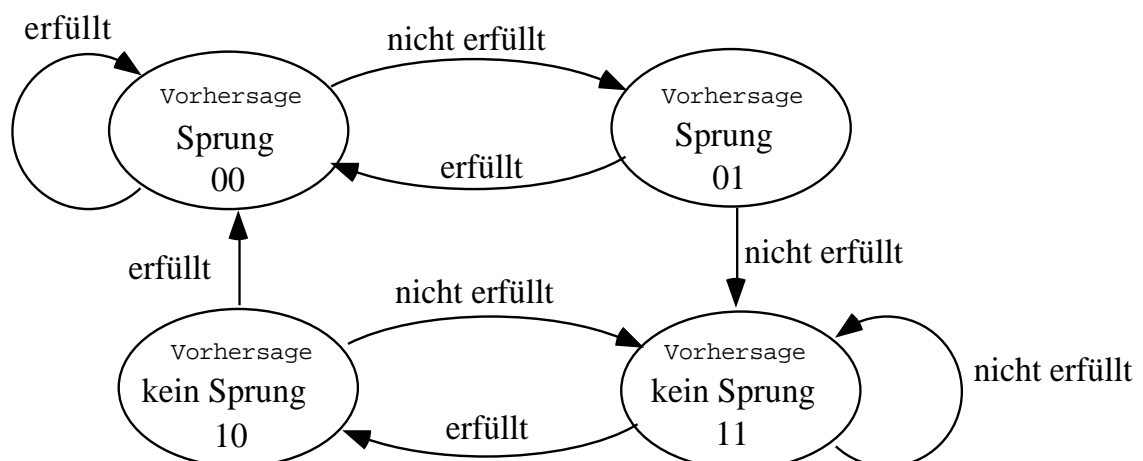 erfüllt
nicht erfüllt
Vorhersage
Sprung
00
Vorhersage
Sprung
01
erfüllt
erfüllt
nicht erfüllt
nicht erfüllt
Vorhersage
kein Sprung
10
Vorhersage
kein Sprung
11
nicht erfüllt
erfüllt